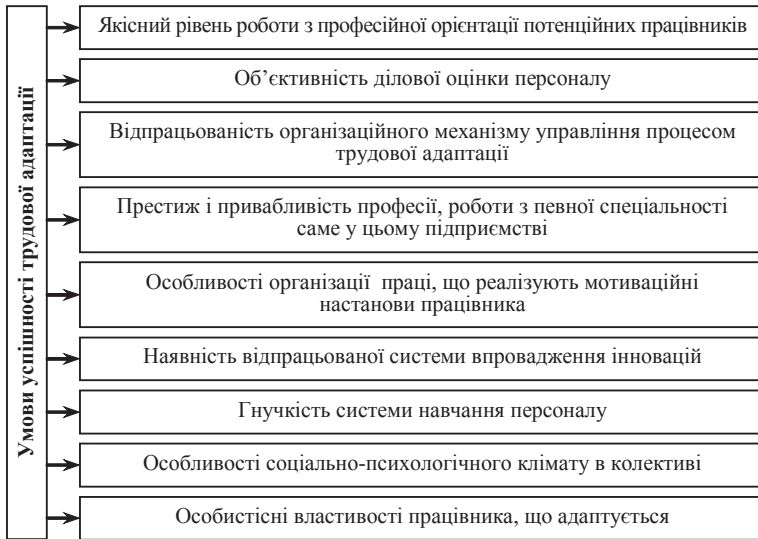 Умови успішності трудової адаптації
Якісний рівень роботи з професійної орієнтації потенційних працівників
Об’єктивність ділової оцінки персоналу
Відпрацьованість організаційного механізму управління процесом
трудової адаптації
Престиж і привабливість професії, роботи з певної спеціальності
саме у цьому підприємстві
Особливості організації праці, що реалізують мотиваційні
настанови працівника
Наявність відпрацьованої системи впровадження інновацій
Гнучкість системи навчання персоналу
Особливості соціально-психологічного клімату в колективі
Особистісні властивості працівника, що адаптується